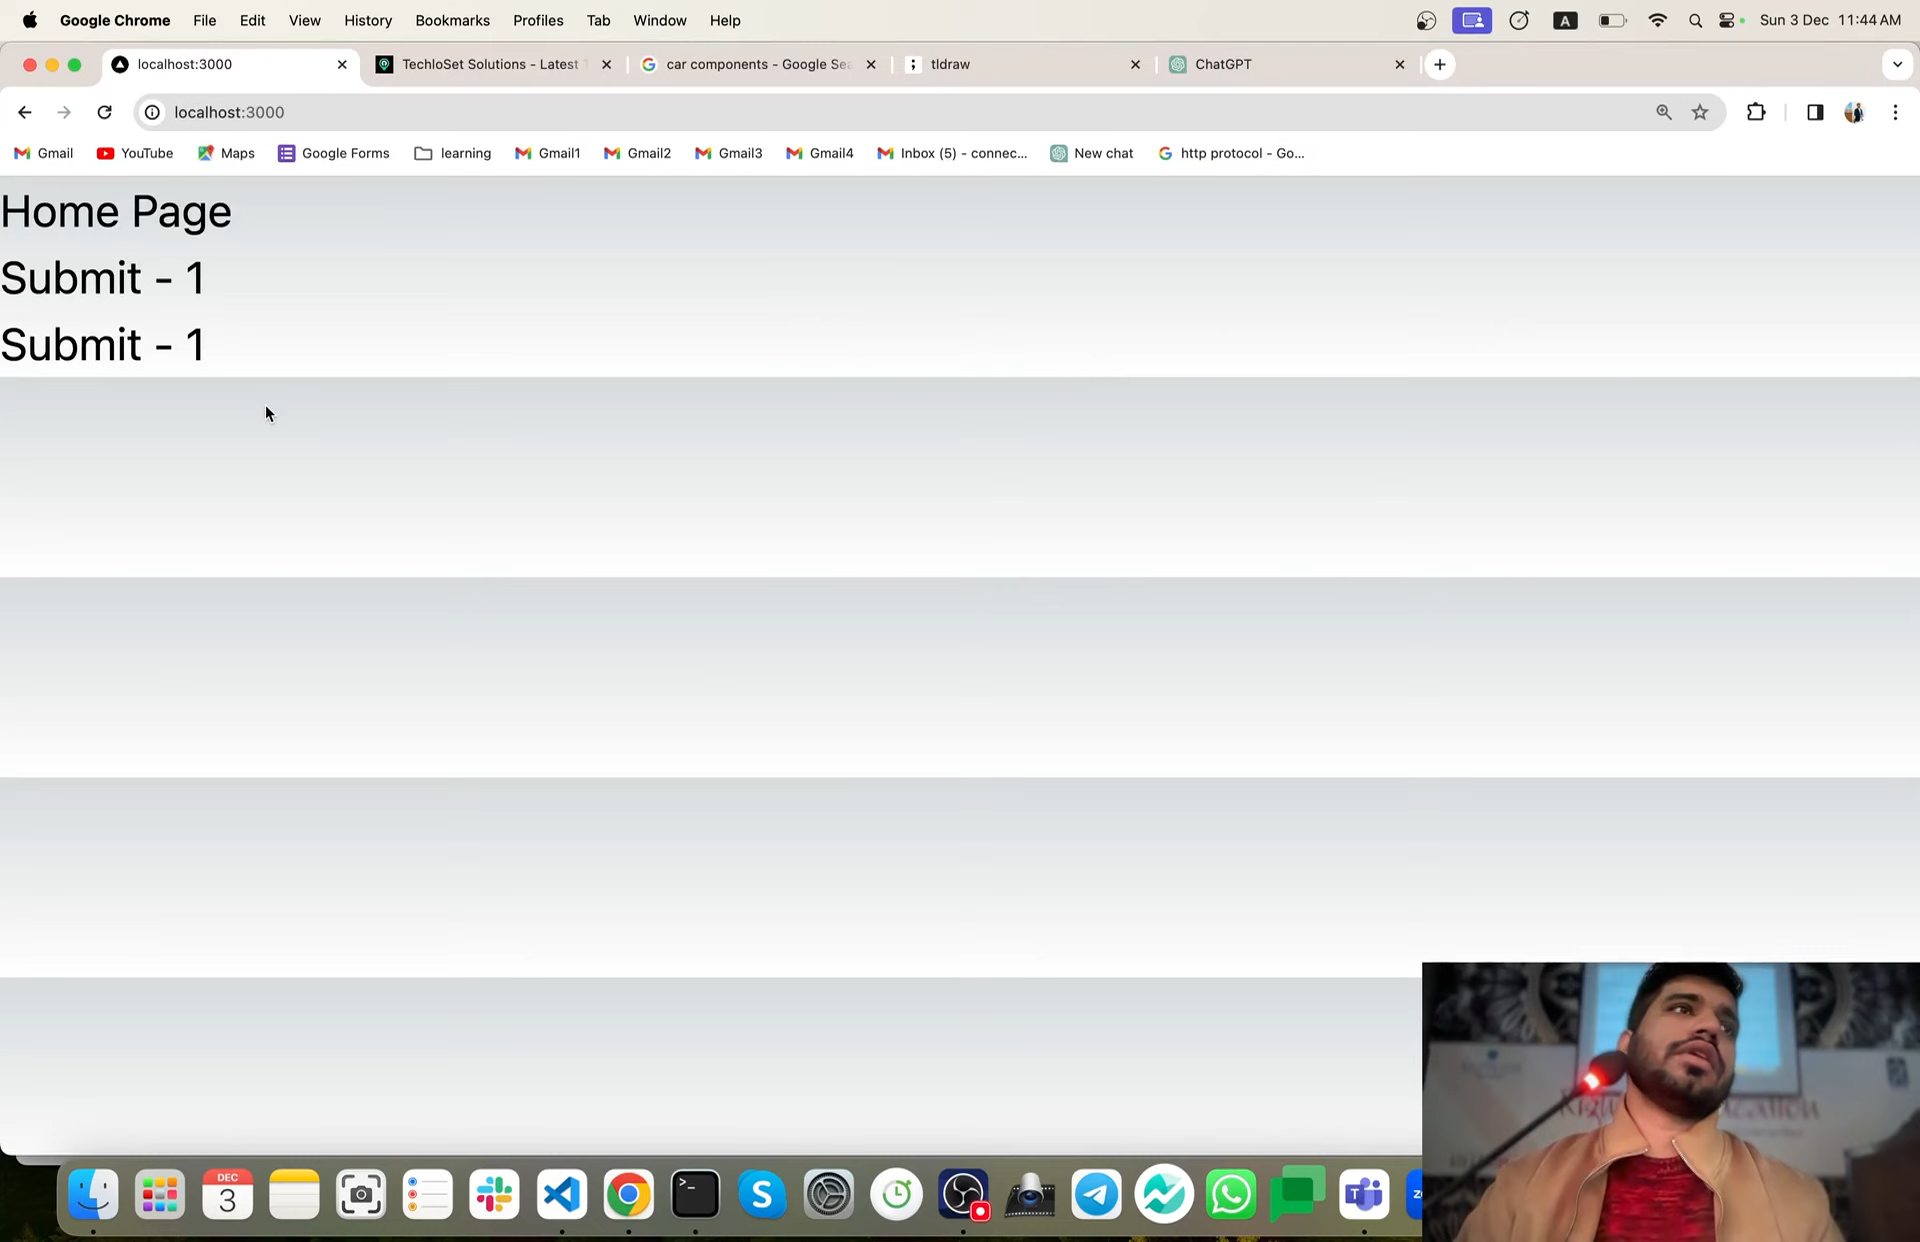 Google Chrome File Edit View History Bookmarks Profiles Tab Window Help A Sun 3 Dec 11:44 AM
localhost:3000 TechloSet Solutions - Latest car components - Google Sea tldraw ChatGPT
localhost:3000
Gmail YouTube Maps Google Forms learning Gmail1 Gmail2 Gmail3 Gmail4 Inbox (5) - connec... New chat http protocol - Go...
Home Page
Submit - 1
Submit - 1
DEC
3